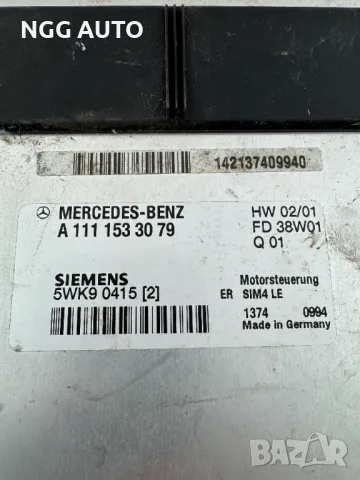 NGG AUTO
142137409940
MERCEDES-BENZ
A 111 153 30 79
HW 02/01
FD 38W01
Q 01
SIEMENS
5WK9 0415 [2]
Motorsteuerung
ER SIM4 LE
1374 0994
Made in Germany
BAZAR